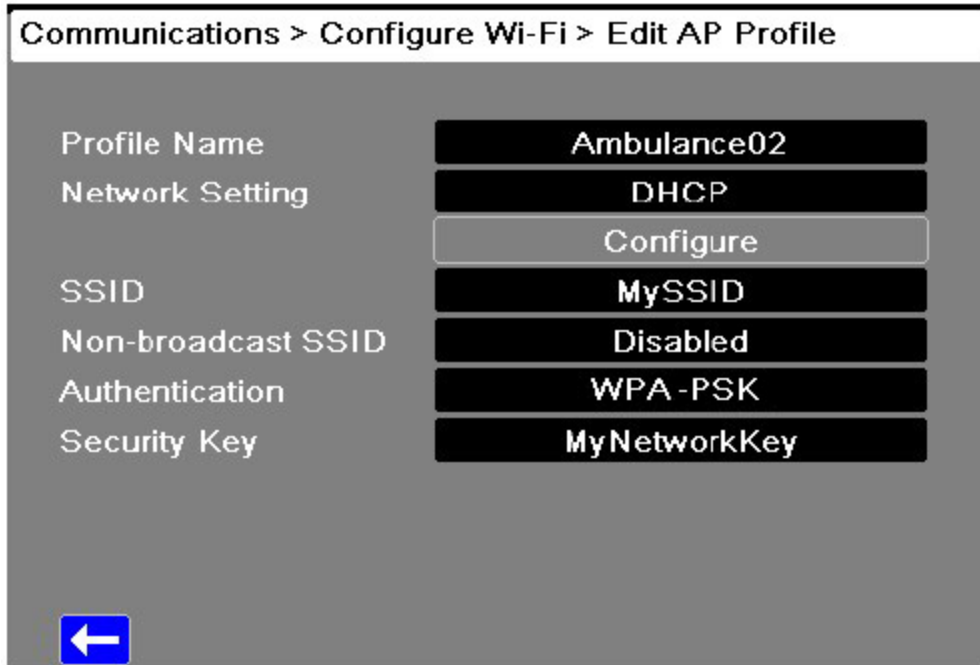 Communications > Configure Wi-Fi > Edit AP Profile
Profile Name Ambulance02
Network Setting DHCP
Configure
SSID MySSID
Non-broadcast SSID Disabled
Authentication WPA-PSK
Security Key MyNetworkKey